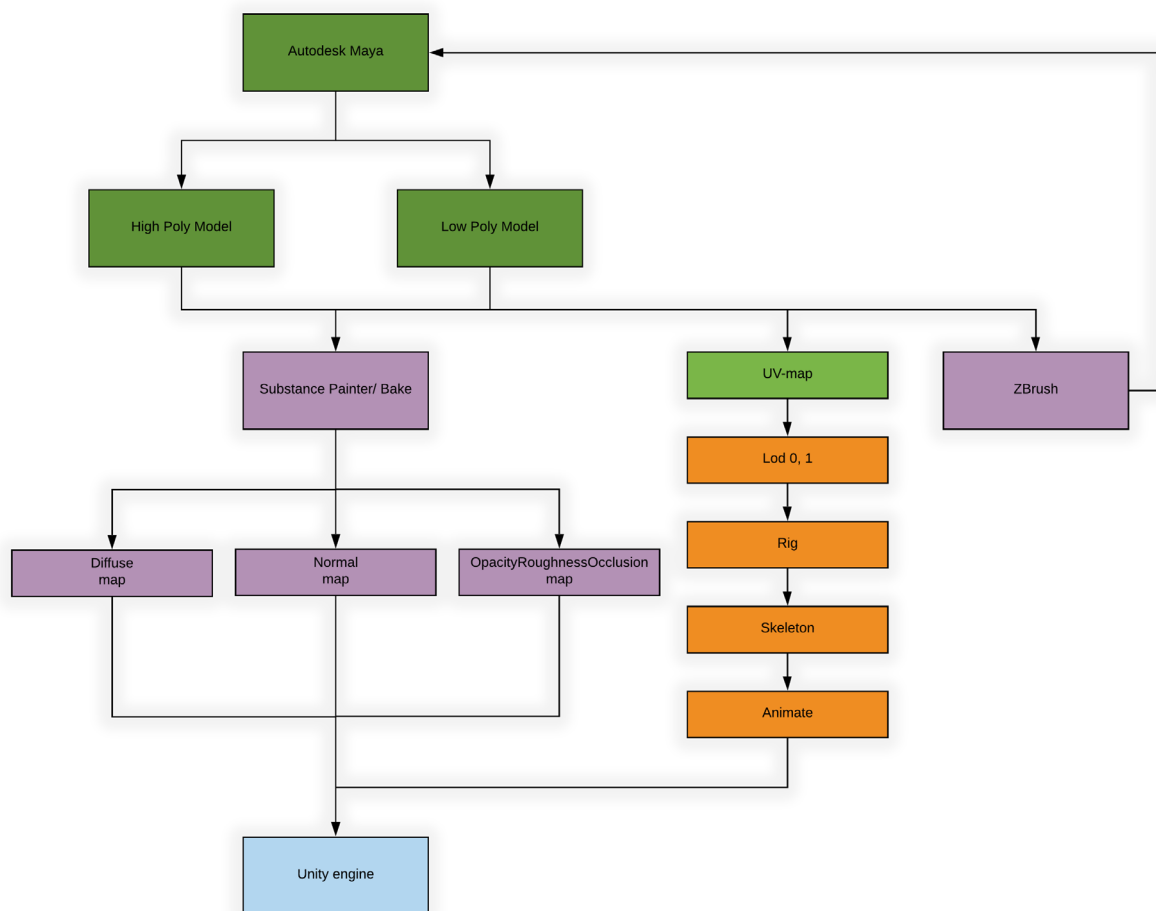 Autodesk Maya
High Poly Model
Low Poly Model
Substance Painter/ Bake
UV-map
ZBrush
Lod 0, 1
Rig
Diffuse
map
Normal
map
OpacityRoughnessOcclusion
map
Skeleton
Animate
Unity engine